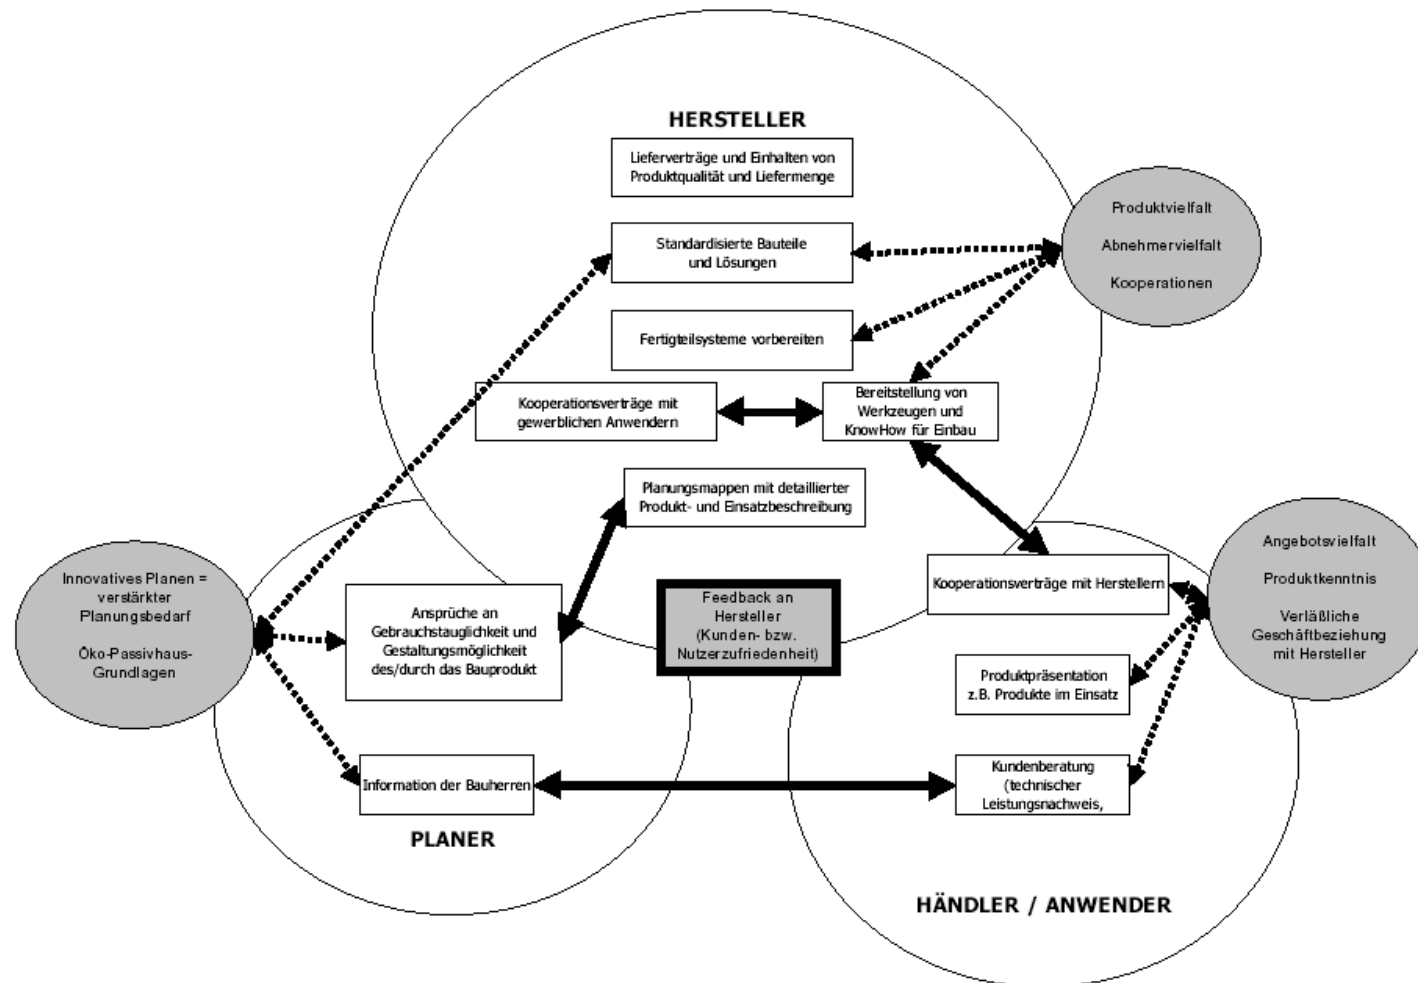 HERSTELLER
Lieferverträge und Einhalten von
Produktqualität und Liefermenge
Standardisierte Bauteile
und Lösungen
Fertigteilsysteme vorbereiten
Kooperationsverträge mit
gewerblichen Anwendern
Bereitstellung von
Werkzeugen und
KnowHow für Einbau
Planungsmappen mit detaillierter
Produkt- und Einsatzbeschreibung
Produktvielfalt
Abnehmervielfalt
Kooperationen
Innovatives Planen =
verstärkter
Planungsbedarf
Öko-Passivhaus-
Grundlagen
Ansprüche an
Gebrauchstauglichkeit und
Gestaltungsmöglichkeit
des/durch das Bauprodukt
Feedback an
Hersteller
(Kunden- bzw.
Nutzerzufriedenheit)
Kooperationsverträge mit Herstellern
Angebotsvielfalt
Produktkenntnis
Verläßliche
Geschäftbeziehung
mit Hersteller
Produktpräsentation
z.B. Produkte im Einsatz
Information der Bauherren
Kundenberatung
(technischer
Leistungsnachweis,
PLANER
HÄNDLER / ANWENDER